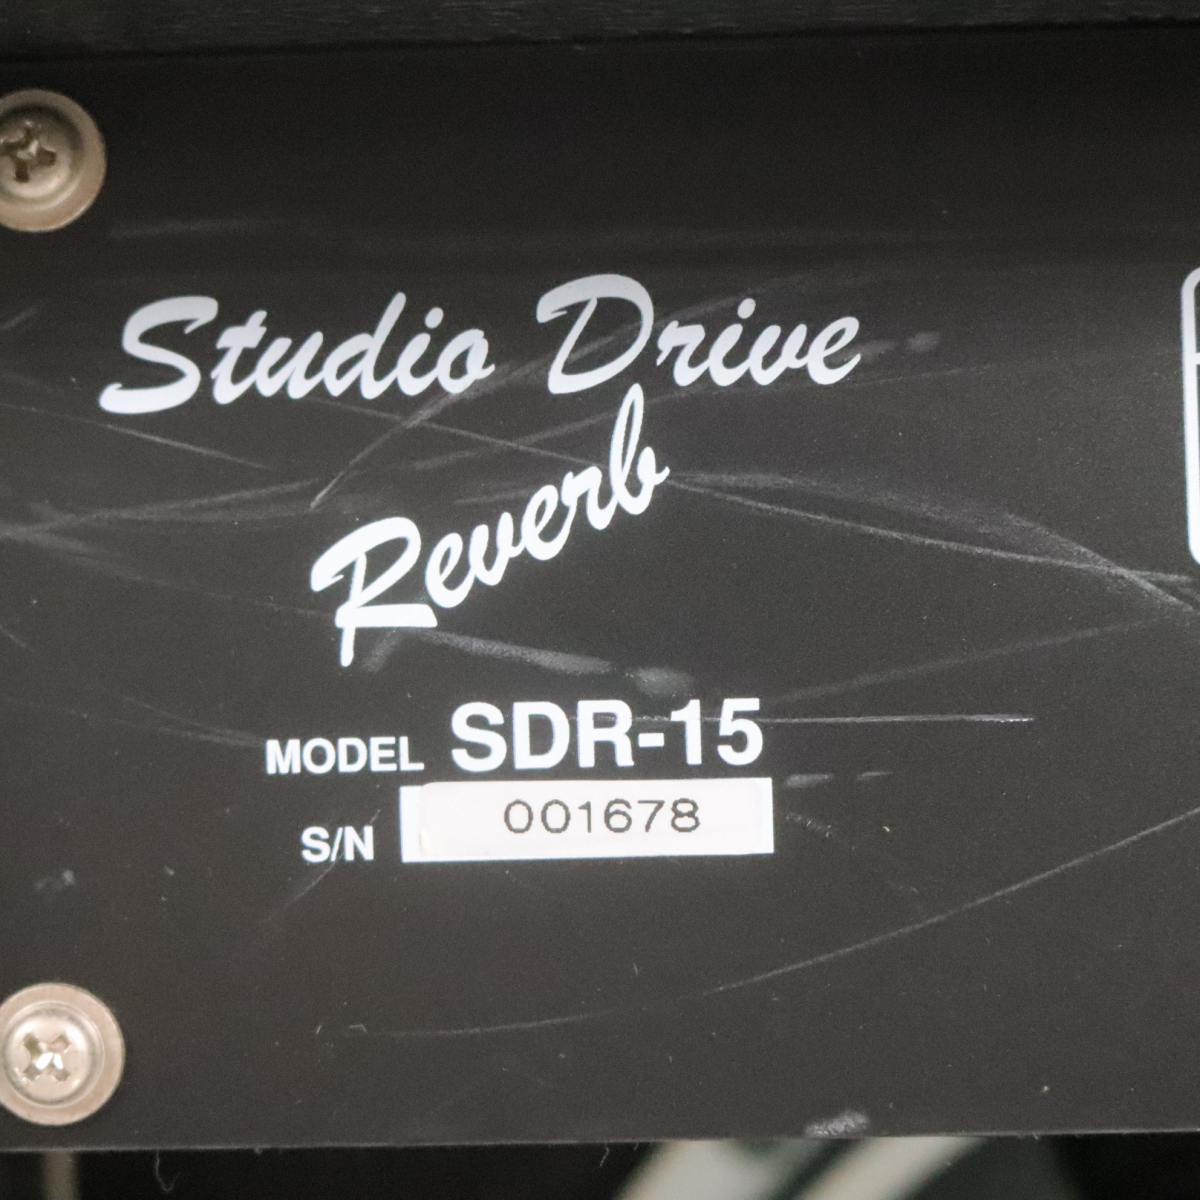 Studio Drive
Reverb
MODEL SDR-15
S/N 001678